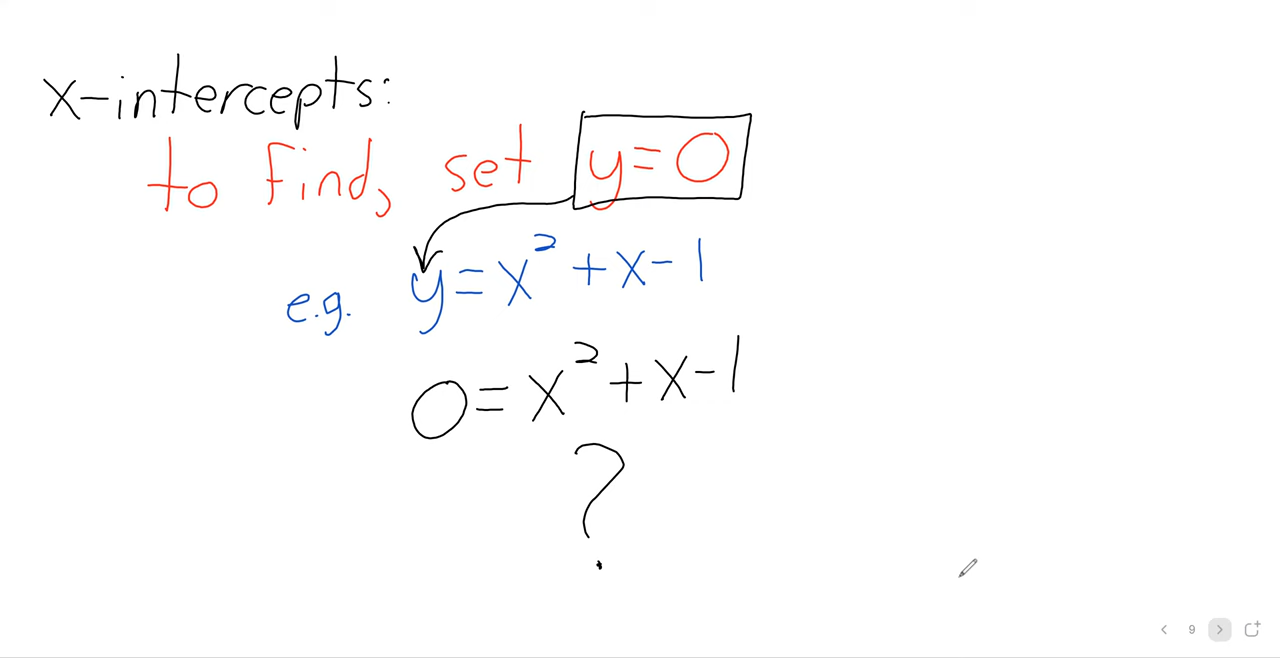 x-intercepts:
to find, set y=0
e.g. y=x²+x-1
0=x²+x-1
?
9